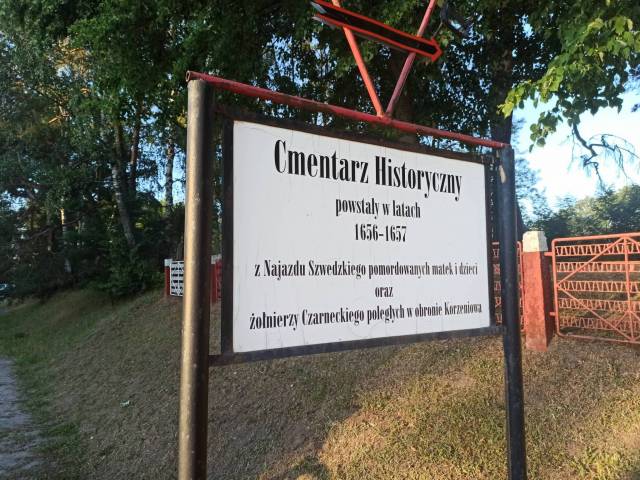 Cmentarz Historyczny
powstały w latach
1656-1657
z Najazdu Szwedzkiego pomordowanych matek i dzieci
oraz
żołnierzy Czarneckiego poległych w obronie Korzeniowa